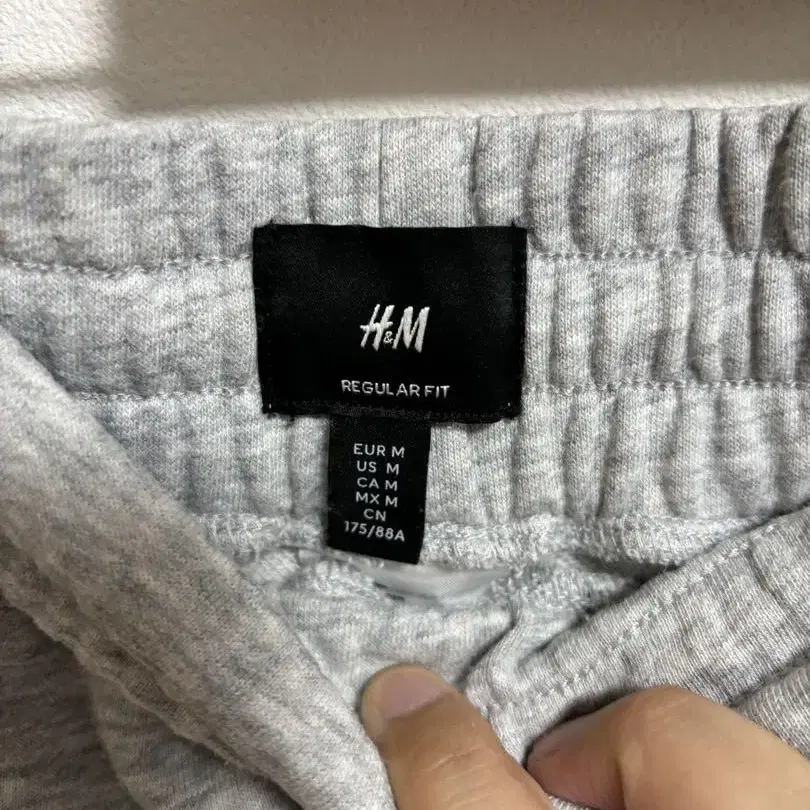 H&M
REGULAR FIT
EUR M
US M
CA M
MX M
CN
175/88A